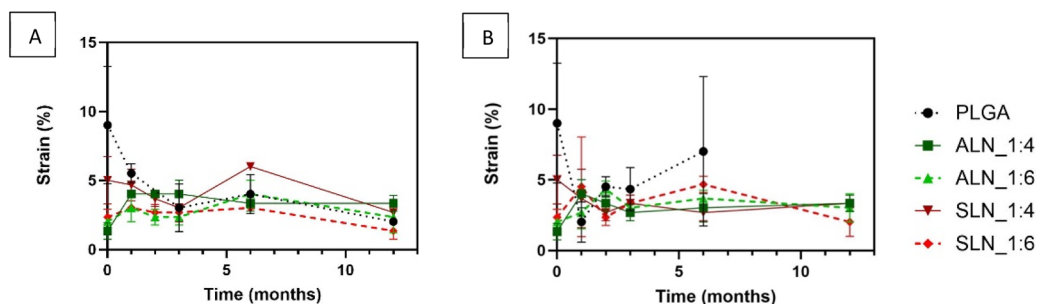 A
15
10
5
0
Strain (%)
0 5 10
Time (months)
B
15
10
5
0
Strain (%)
0 5 10
Time (months)
PLGA
ALN_1:4
ALN_1:6
SLN_1:4
SLN_1:6